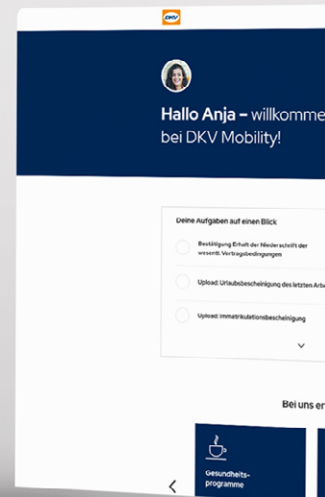 DKV
Hallo Anja – willkomme
bei DKV Mobility!
Deine Aufgaben auf einen Blick
Bestätigung Erhalt der Niederschrift der
wesentl. Vertragsbedingungen
Upload: Urlaubsbescheinigung des letzten Arbe
Upload: Immatrikulationsbescheinigung
Bei uns er
Gesundheits-
programme